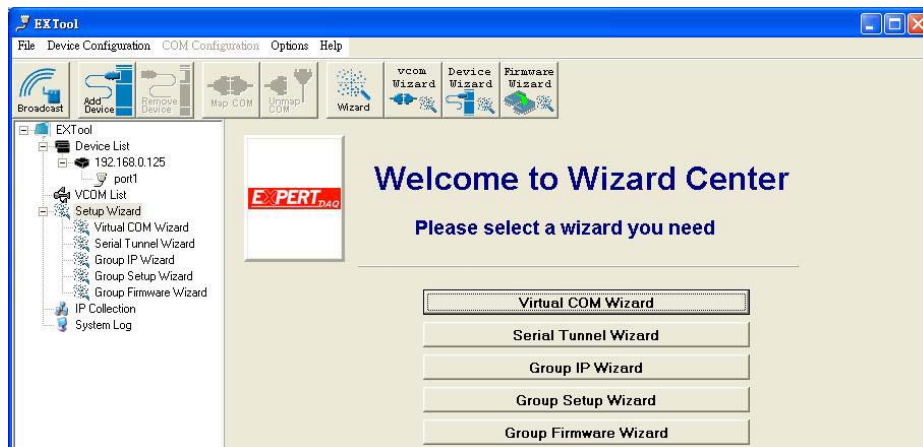 EXTool
File Device Configuration COM Configuration Options Help
Broadcast
Add Device
Remove Device
Map COM
Unmap COM
Wizard
vcom Wizard
Device Wizard
Firmware Wizard
EXTool
Device List
192.168.0.125
port1
VCOM List
Setup Wizard
Virtual COM Wizard
Serial Tunnel Wizard
Group IP Wizard
Group Setup Wizard
Group Firmware Wizard
IP Collection
System Log
EXPERT DAQ
Welcome to Wizard Center
Please select a wizard you need
Virtual COM Wizard
Serial Tunnel Wizard
Group IP Wizard
Group Setup Wizard
Group Firmware Wizard